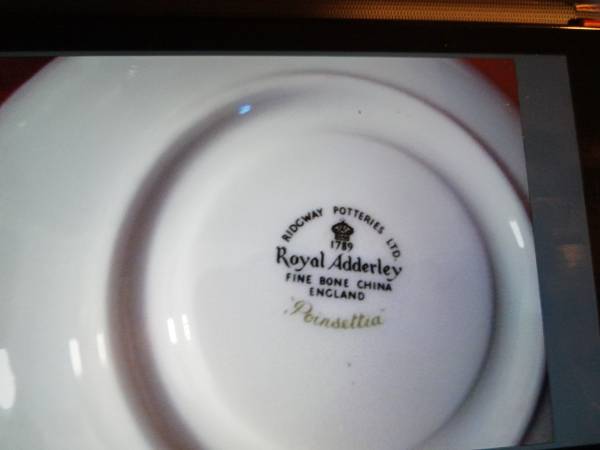 RIDGWAY POTTERIES LTD.
1789
Royal Adderley
FINE BONE CHINA
ENGLAND
"Poinsettia"